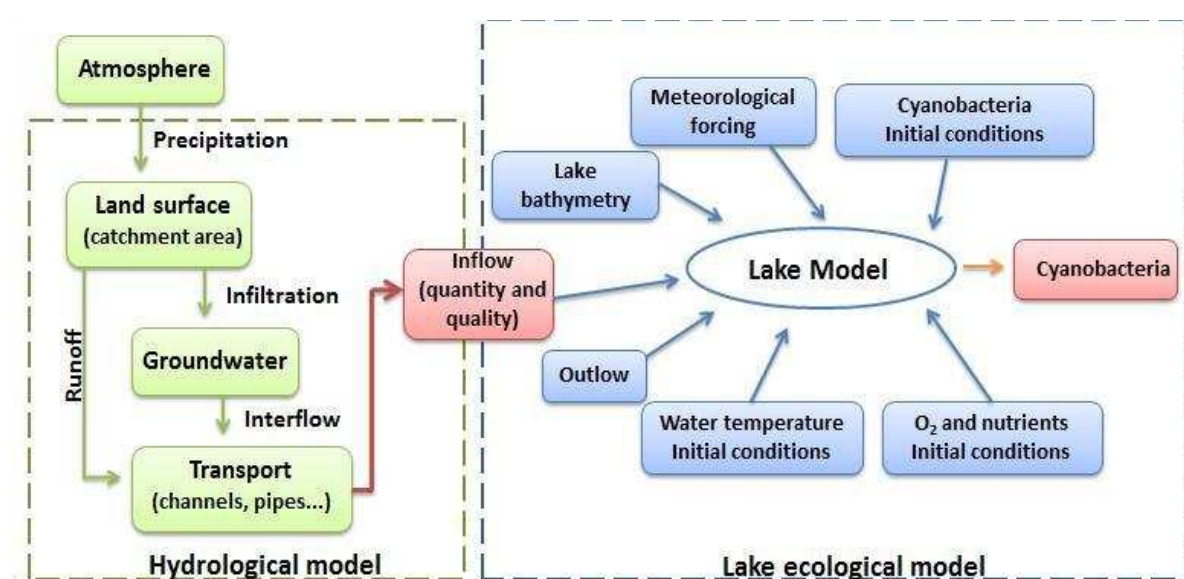 Atmosphere
Precipitation
Land surface
(catchment area)
Infiltration
Runoff
Groundwater
Interflow
Transport
(channels, pipes...)
Hydrological model
Inflow
(quantity and
quality)
Meteorological
forcing
Cyanobacteria
Initial conditions
Lake
bathymetry
Lake Model
Cyanobacteria
Outlow
Water temperature
Initial conditions
O₂ and nutrients
Initial conditions
Lake ecological model